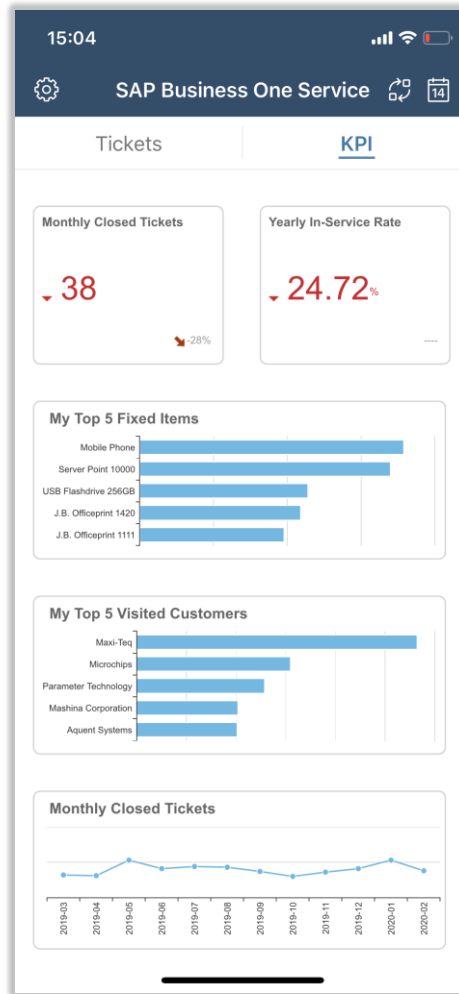 15:04
SAP Business One Service
14
Tickets
KPI
Monthly Closed Tickets
38
-28%
Yearly In-Service Rate
24.72%
----
My Top 5 Fixed Items
Mobile Phone
Server Point 10000
USB Flashdrive 256GB
J.B. Officeprint 1420
J.B. Officeprint 1111
My Top 5 Visited Customers
Maxi-Teq
Microchips
Parameter Technology
Mashina Corporation
Aquent Systems
Monthly Closed Tickets
2019-03
2019-04
2019-05
2019-06
2019-07
2019-08
2019-09
2019-10
2019-11
2019-12
2020-01
2020-02